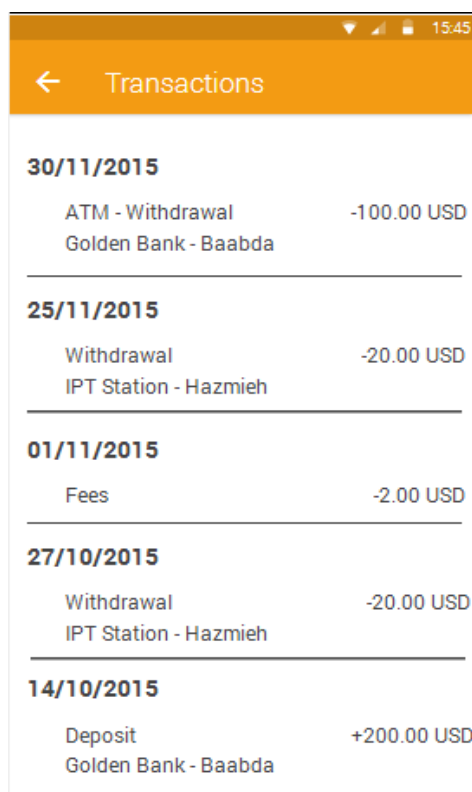 15:45
Transactions
30/11/2015
ATM - Withdrawal -100.00 USD
Golden Bank - Baabda
25/11/2015
Withdrawal -20.00 USD
IPT Station - Hazmieh
01/11/2015
Fees -2.00 USD
27/10/2015
Withdrawal -20.00 USD
IPT Station - Hazmieh
14/10/2015
Deposit +200.00 USD
Golden Bank - Baabda